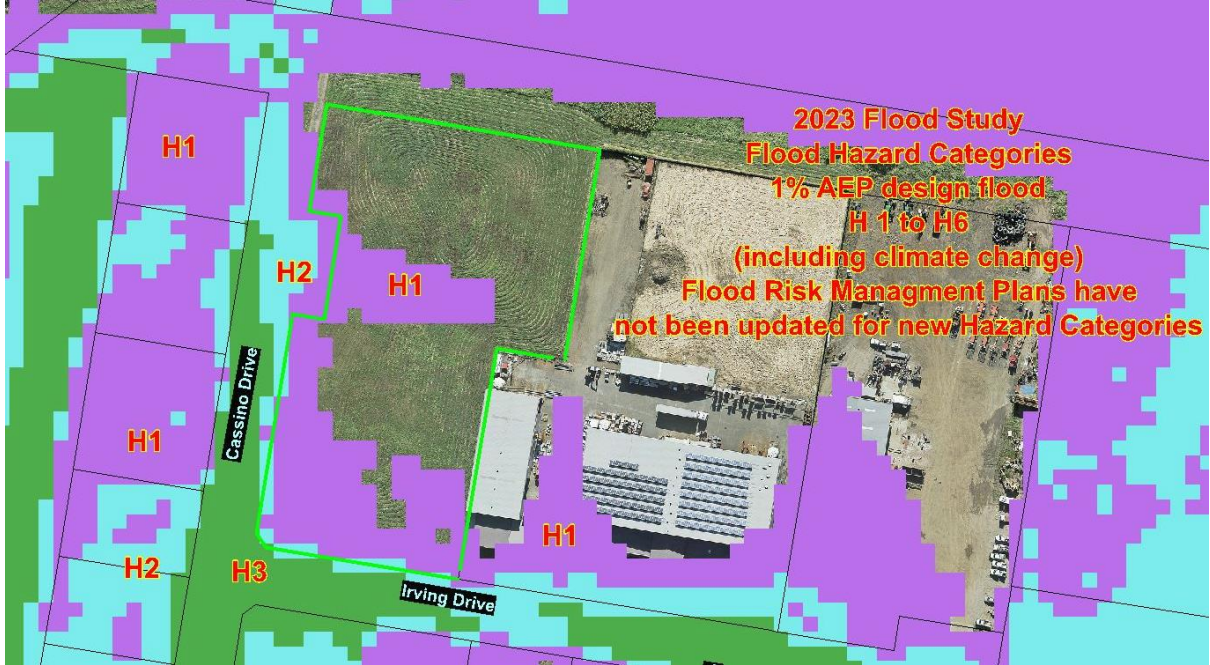 2023 Flood Study
Flood Hazard Categories
1% AEP design flood
H 1 to H6
(including climate change)
Flood Risk Managment Plans have
not been updated for new Hazard Categories
H1
H2
H1
Cassino Drive
H1
H1
H2
H3
Irving Drive